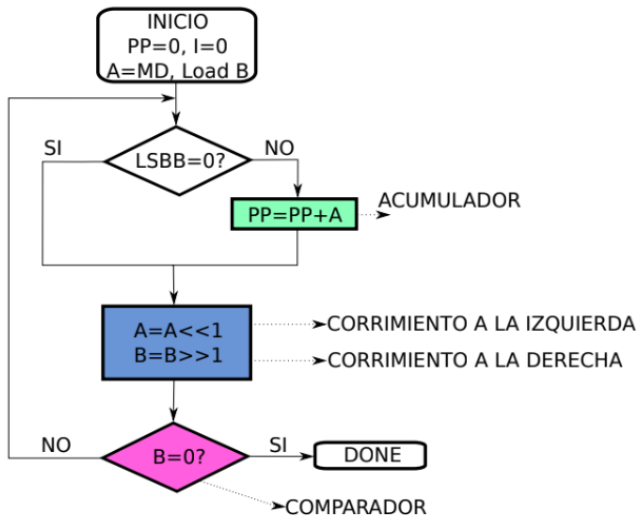 INICIO
PP=0, I=0
A=MD, Load B
SI
NO
LSBB=0?
ACUMULADOR
PP=PP+A
A=A<<1
CORRIMIENTO A LA IZQUIERDA
B=B>>1
CORRIMIENTO A LA DERECHA
NO
B=0?
SI
DONE
COMPARADOR